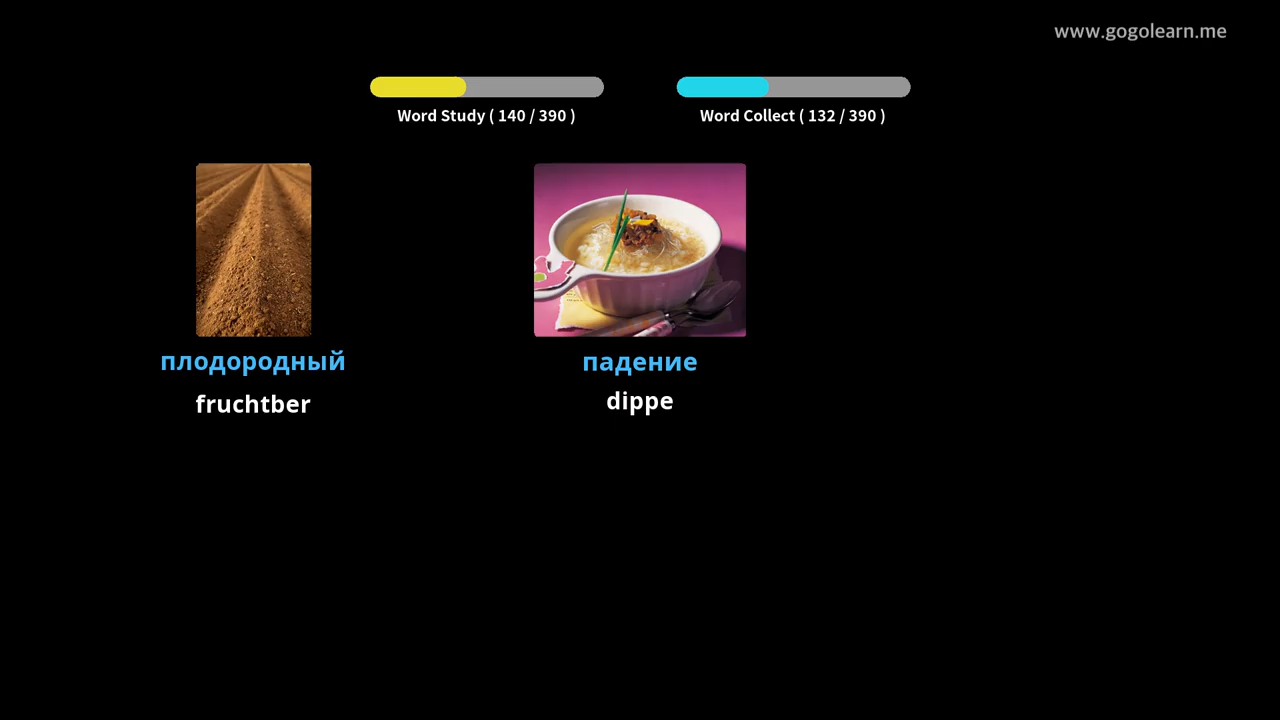 www.gogolearn.me
Word Study ( 140 / 390 )
Word Collect ( 132 / 390 )
плодородный
fruchtber
падение
dippe